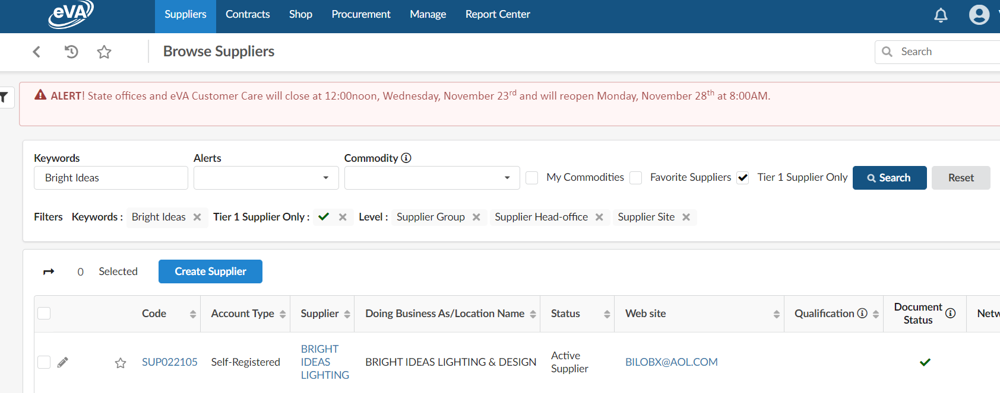 eVA Suppliers Contracts Shop Procurement Manage Report Center
Browse Suppliers Search
ALERT! State offices and eVA Customer Care will close at 12:00noon, Wednesday, November 23rd and will reopen Monday, November 28th at 8:00AM.
Keywords Alerts Commodity
Bright Ideas My Commodities Favorite Suppliers Tier 1 Supplier Only Search Reset
Filters Keywords : Bright Ideas Tier 1 Supplier Only : Level : Supplier Group Supplier Head-office Supplier Site
0 Selected Create Supplier
Code Account Type Supplier Doing Business As/Location Name Status Web site Qualification Document Status
SUP022105 Self-Registered BRIGHT IDEAS LIGHTING BRIGHT IDEAS LIGHTING & DESIGN Active Supplier BILOBX@AOL.COM